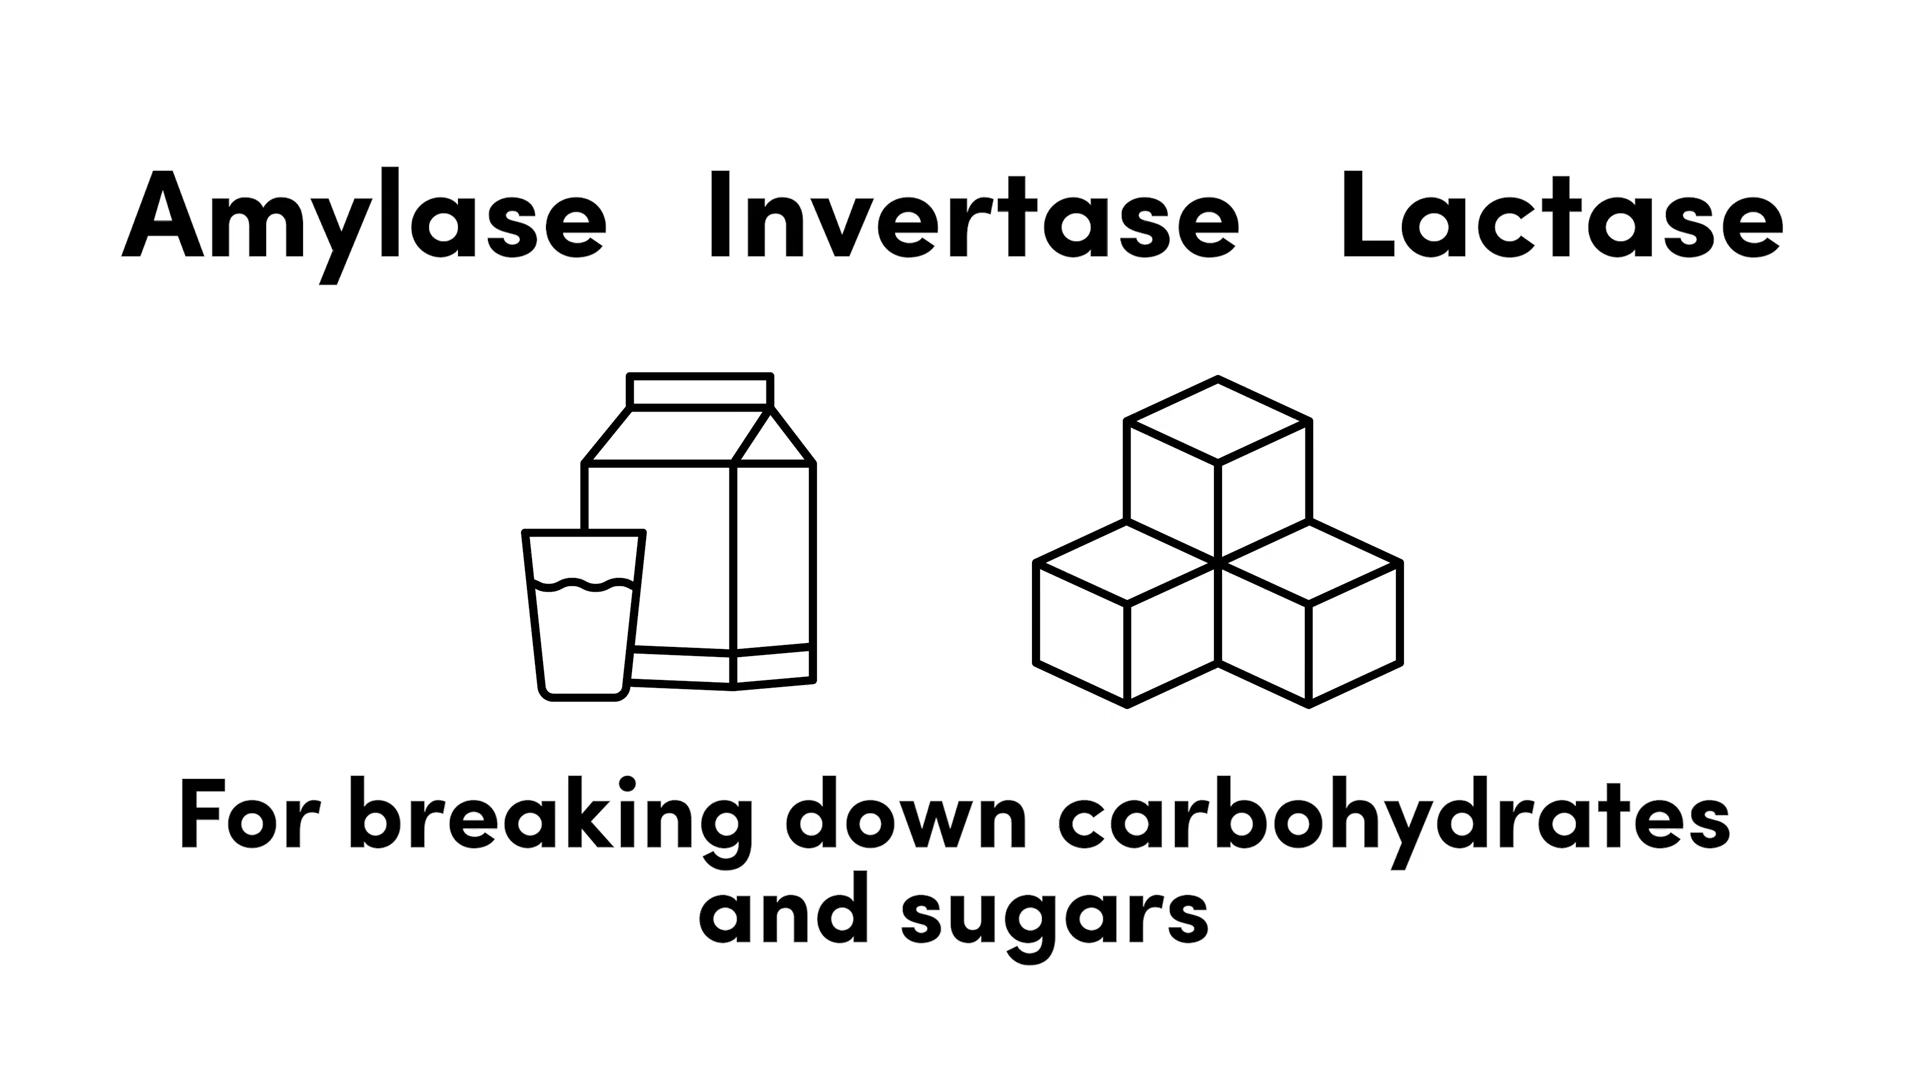 Amylase Invertase Lactase
For breaking down carbohydrates
and sugars